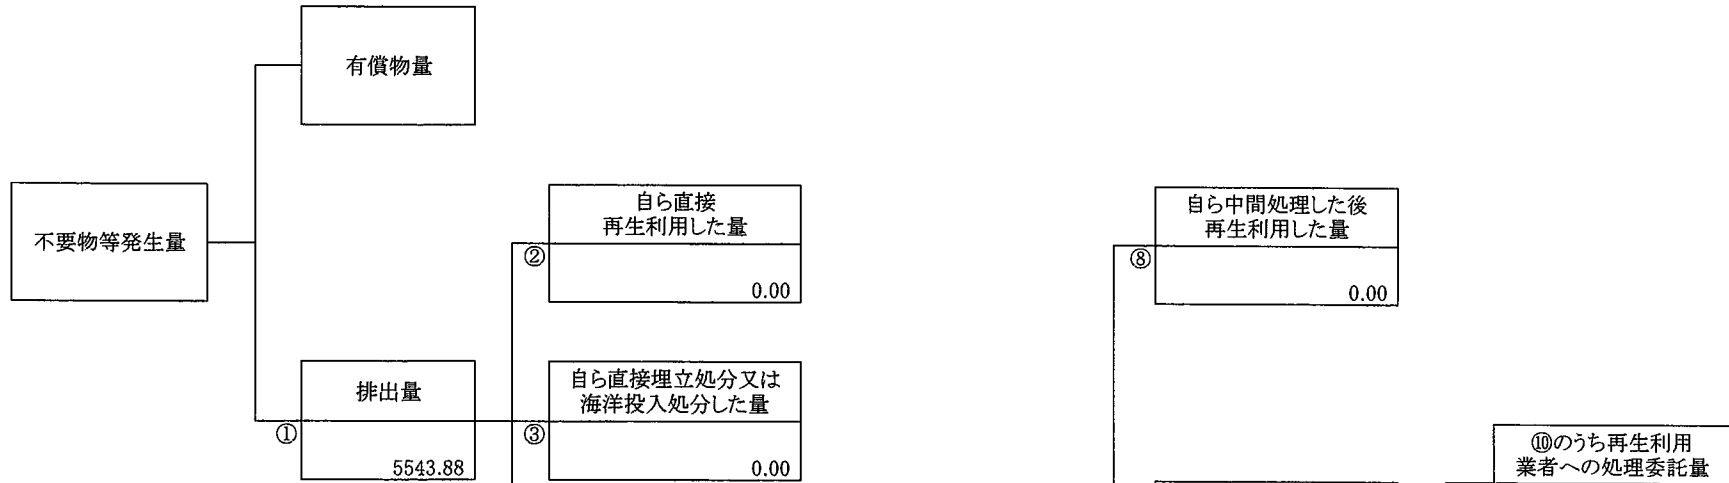 有償物量
不要物等発生量
自ら直接
再生利用した量
②
0.00
自ら中間処理した後
再生利用した量
⑧
0.00
排出量
①
5543.88
自ら直接埋立処分又は
海洋投入処分した量
③
0.00
⑩のうち再生利用
業者への処理委託量